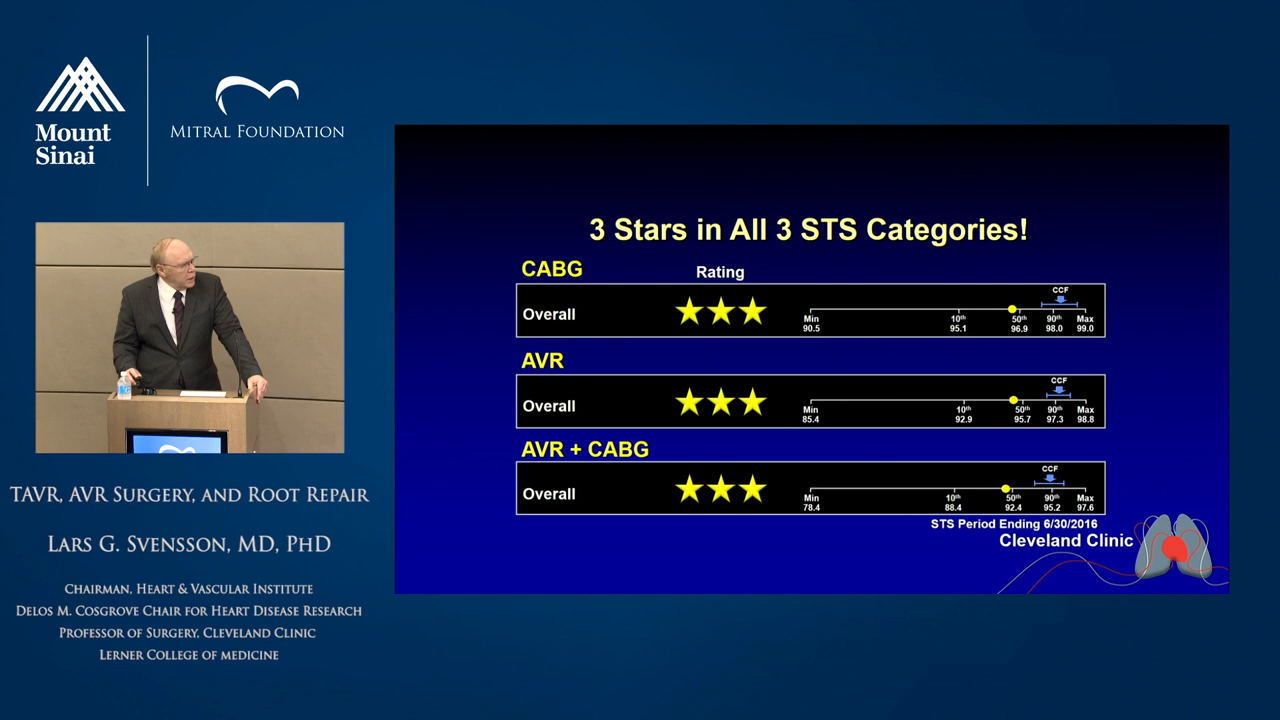 Mount
Sinai
Mitral Foundation
TAVR, AVR Surgery, and Root Repair
Lars G. Svensson, MD, PhD
Chairman, Heart & Vascular Institute
Delos M. Cosgrove Chair for Heart Disease Research
Professor of Surgery, Cleveland Clinic
Lerner College of medicine
3 Stars in All 3 STS Categories!
CABG
Rating
Overall
CCF
Min 10th 50th 90th Max
90.5 95.1 96.9 98.0 99.0
AVR
Overall
CCF
Min 10th 50th 90th Max
85.4 92.9 95.7 97.3 98.8
AVR + CABG
Overall
CCF
Min 10th 50th 90th Max
78.4 88.4 92.4 95.2 97.6
STS Period Ending 6/30/2016
Cleveland Clinic